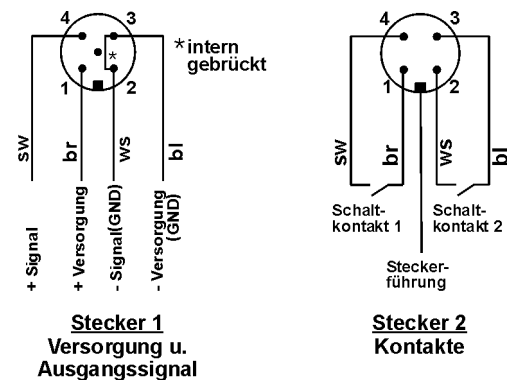 4 3
* intern
gebrückt
*
1 2
sw
br
ws
bl
+ Signal
+ Versorgung
- Signal(GND)
- Versorgung
(GND)
Stecker 1
Versorgung u.
Ausgangssignal
4 3
1 2
sw
br
ws
bl
Schalt-
kontakt 1
Schalt-
kontakt 2
Stecker-
führung
Stecker 2
Kontakte